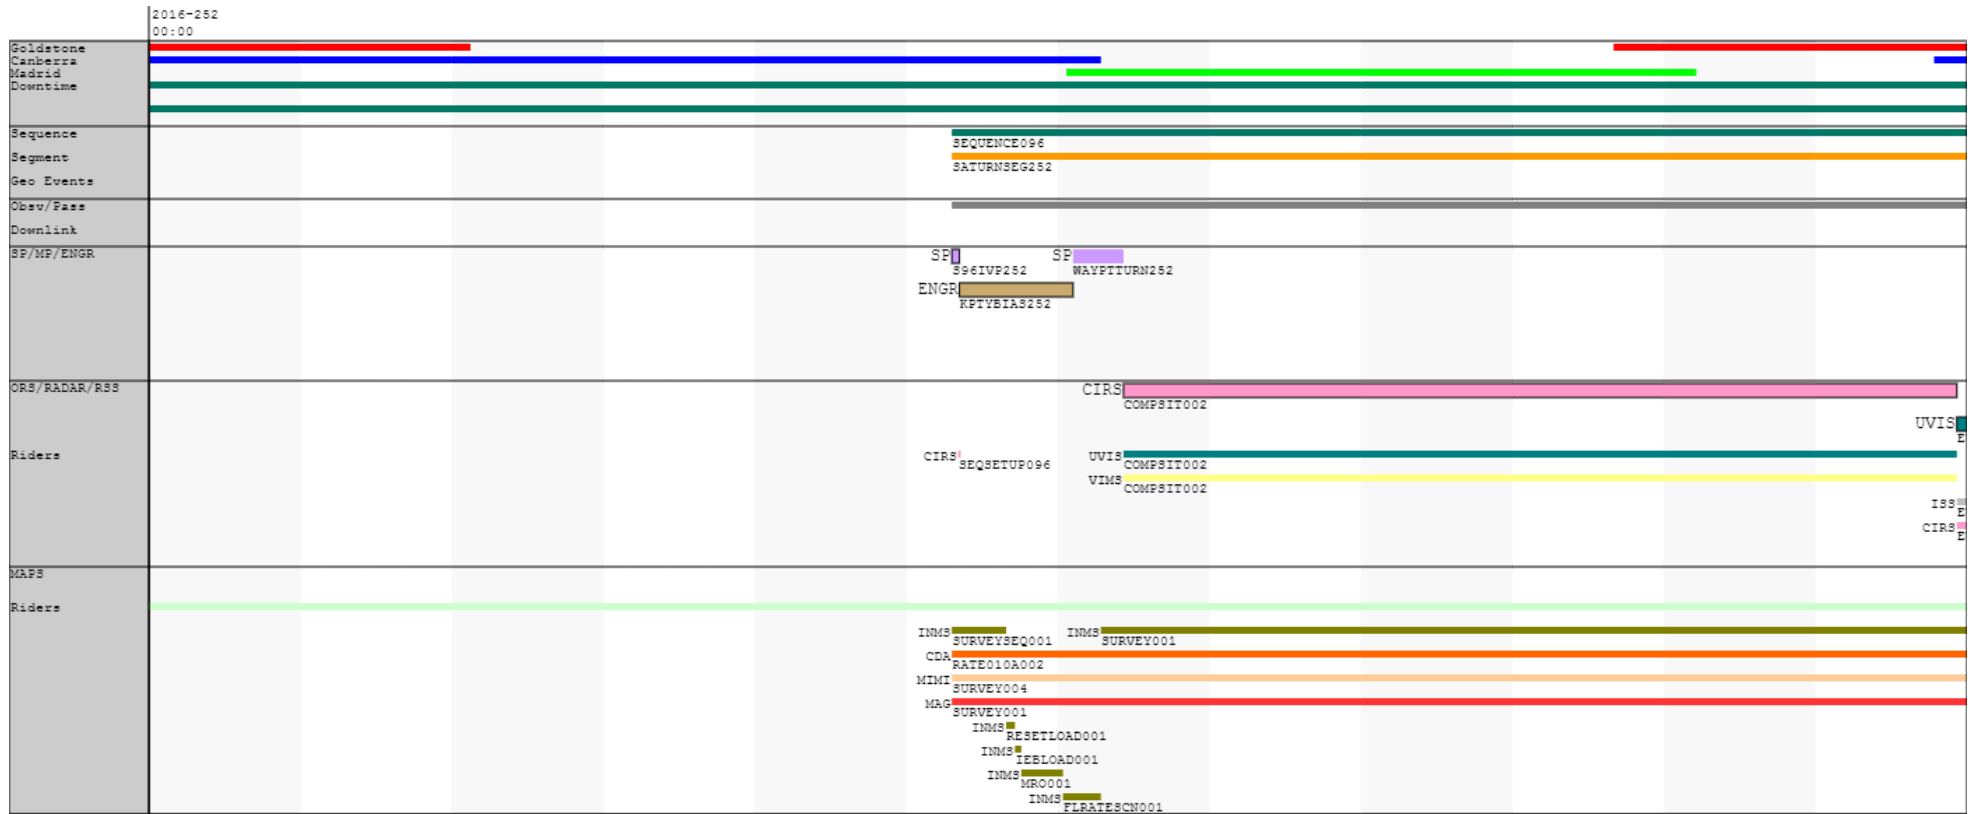 2016-252
00:00
Goldstone
Canberra
Madrid
Downtime
Sequence
SEQUENCE096
Segment
SATURNSEG252
Geo Events
Obsv/Pass
Downlink
SP/MP/ENGR
SP
SP
S96IVP252
WAYPTTURN252
ENGR
KPTYBIAS252
ORS/RADAR/RSS
CIRS
COMPSIT002
UVIS
E
Riders
CIRS
SEQSETUP096
UVIS
COMPSIT002
VIMS
COMPSIT002
ISS
E
CIRS
E
MAPS
Riders
INMS
SURVEYSEQ001
INMS
SURVEY001
CDA
RATE010A002
MIMI
SURVEY004
MAG
SURVEY001
INMS
RESETLOAD001
INMS
IEBLOAD001
INMS
MRO001
INMS
FLRATESCN001